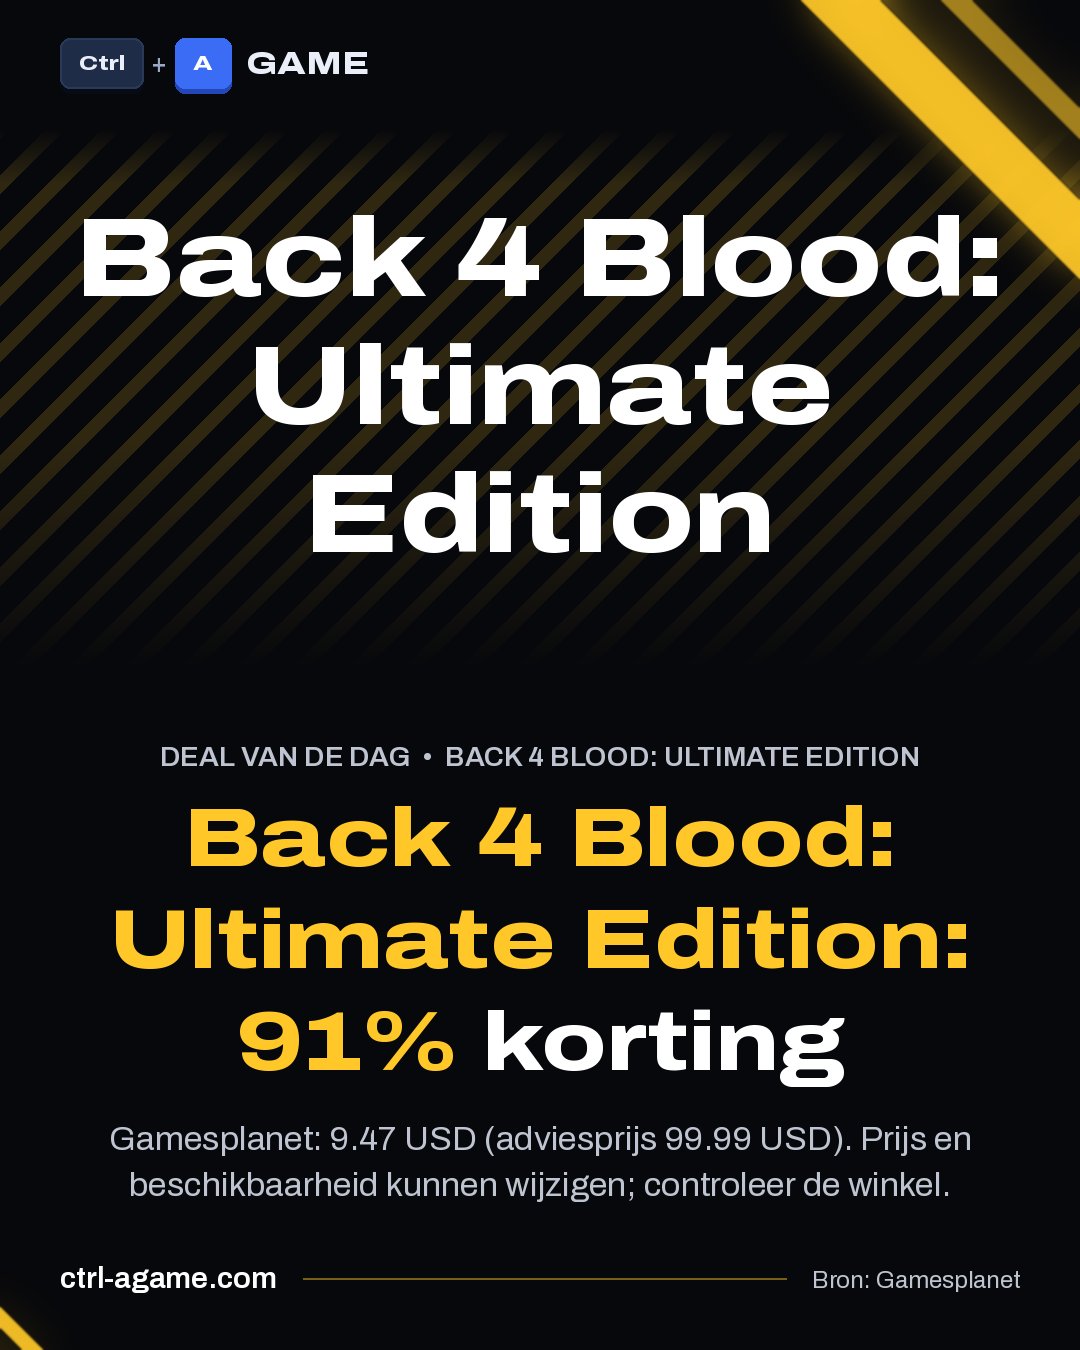 Ctrl + A GAME
Back 4 Blood:
Ultimate
Edition
DEAL VAN DE DAG • BACK 4 BLOOD: ULTIMATE EDITION
Back 4 Blood:
Ultimate Edition:
91% korting
Gamesplanet: 9.47 USD (adviesprijs 99.99 USD). Prijs en
beschikbaarheid kunnen wijzigen; controleer de winkel.
ctrl-agame.com
Bron: Gamesplanet